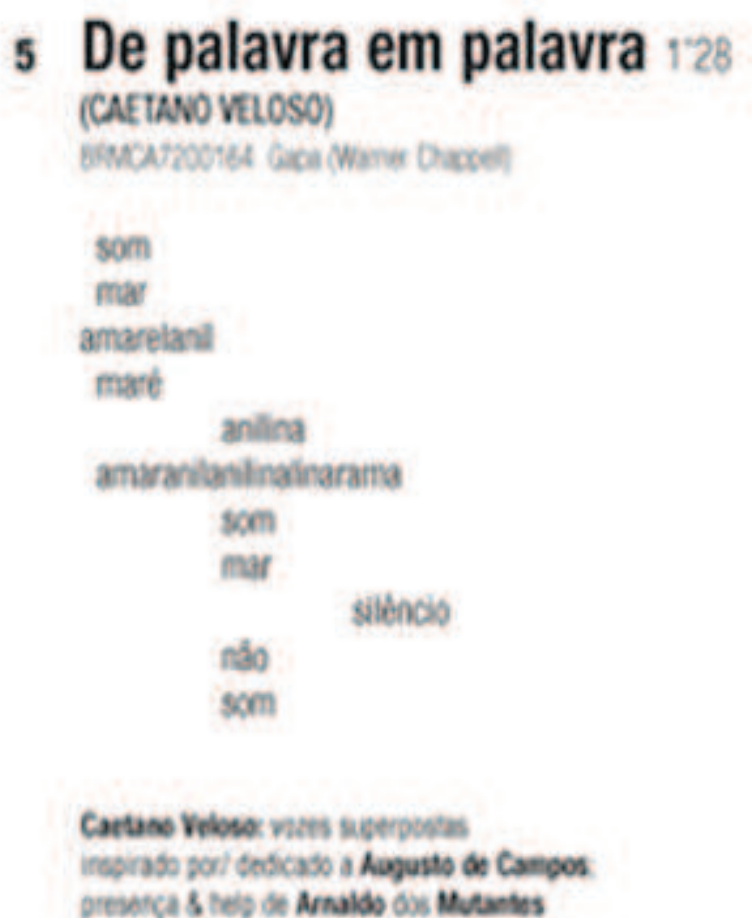 5 De palavra em palavra 1"28
(CAETANO VELOSO)
BRMCA7200164 Gapa (Warner Chappell)
som
mar
amarelanil
maré
anilina
amaranilanilinalinarama
som
mar
silêncio
não
som
Caetano Veloso: vozes superpostas
inspirado por/ dedicado a Augusto de Campos;
presença & help de Arnaldo dos Mutantes